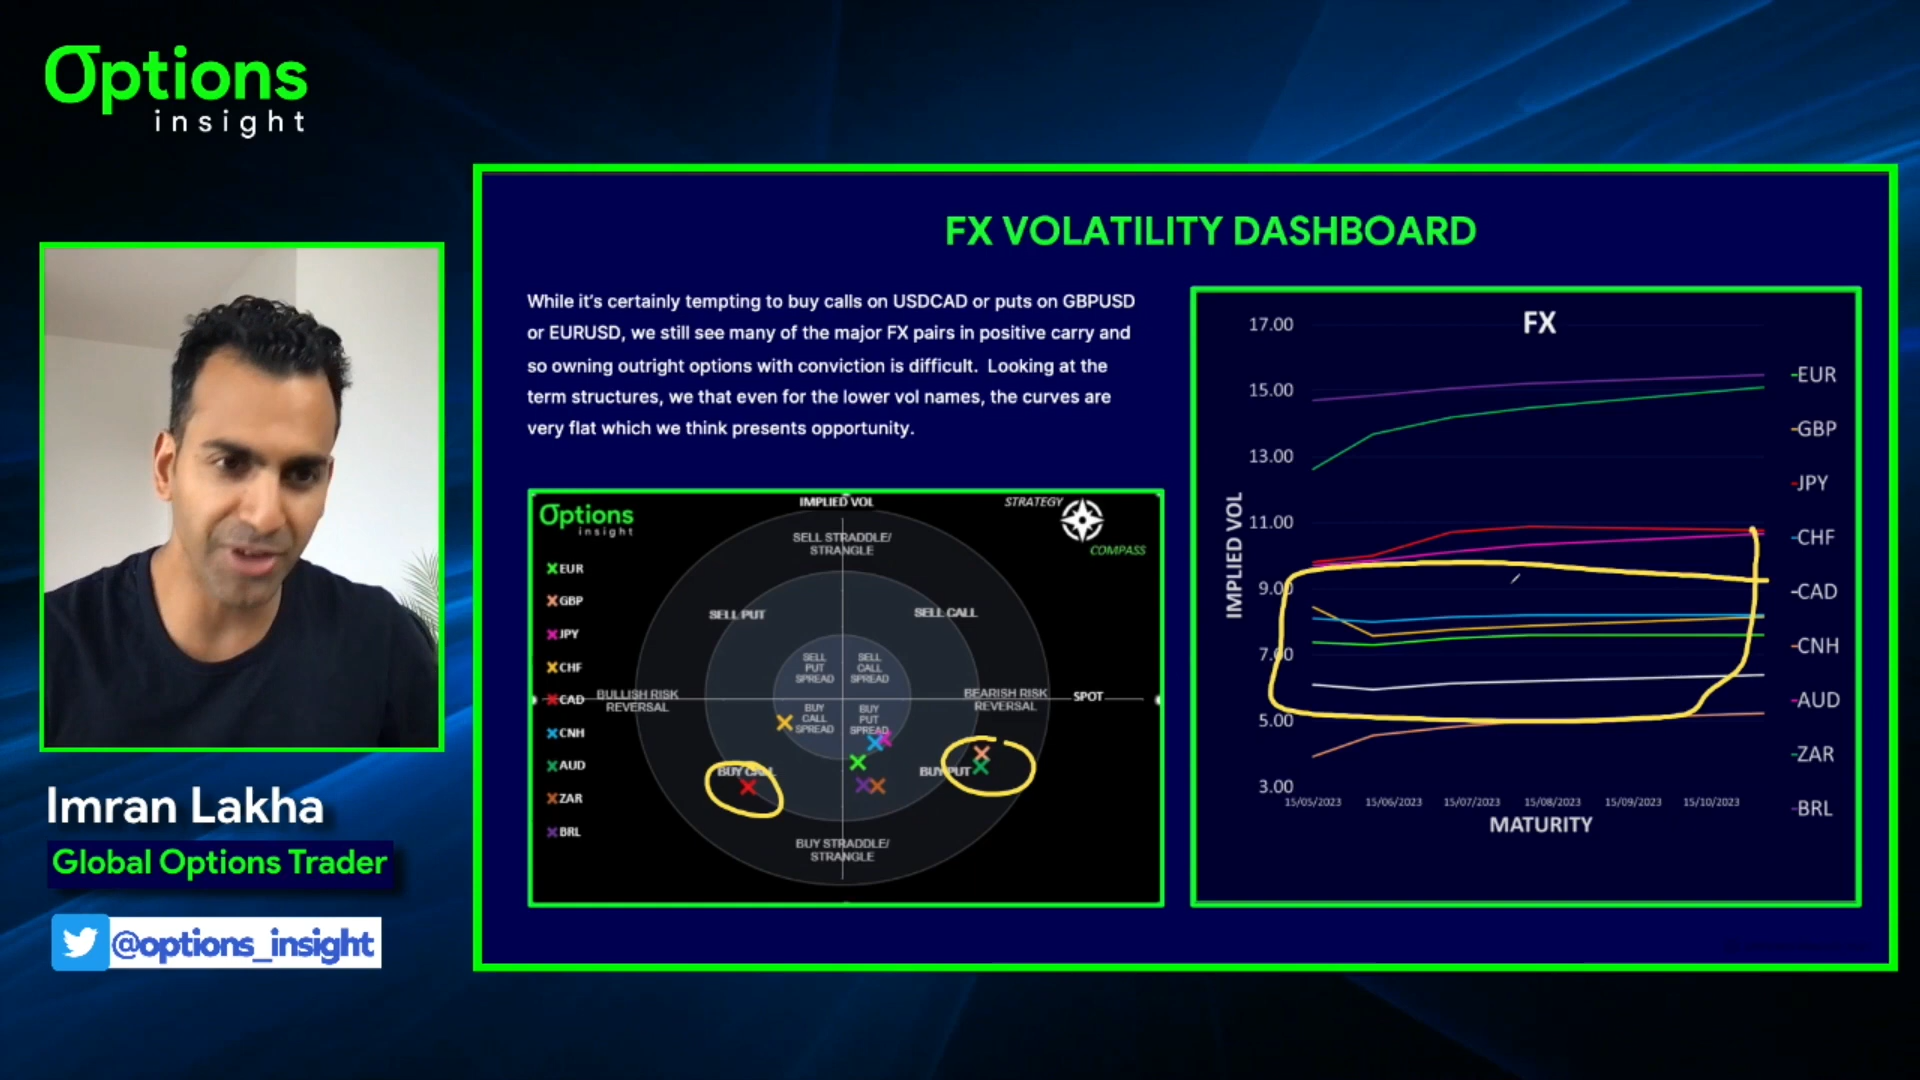 Options
insight
FX VOLATILITY DASHBOARD
While it's certainly tempting to buy calls on USDCAD or puts on GBPUSD
or EURUSD, we still see many of the major FX pairs in positive carry and
so owning outright options with conviction is difficult. Looking at the
term structures, we that even for the lower vol names, the curves are
very flat which we think presents opportunity.
Options
insight
IMPLIED VOL
STRATEGY
COMPASS
SELL STRADDLE/
STRANGLE
SELL PUT
SELL CALL
SELL
PUT
SPREAD
SELL
CALL
SPREAD
BULLISH RISK
REVERSAL
BEARISH RISK
REVERSAL
SPOT
BUY
CALL
SPREAD
BUY
PUT
SPREAD
BUY CALL
BUY PUT
BUY STRADDLE/
STRANGLE
EUR
GBP
JPY
CHF
CAD
CNH
AUD
ZAR
BRL
FX
IMPLIED VOL
17.00
15.00
13.00
11.00
9.00
7.00
5.00
3.00
15/05/2023
15/06/2023
15/07/2023
15/08/2023
15/09/2023
15/10/2023
MATURITY
-EUR
-GBP
-JPY
-CHF
-CAD
-CNH
-AUD
-ZAR
-BRL
Imran Lakha
Global Options Trader
@options_insight